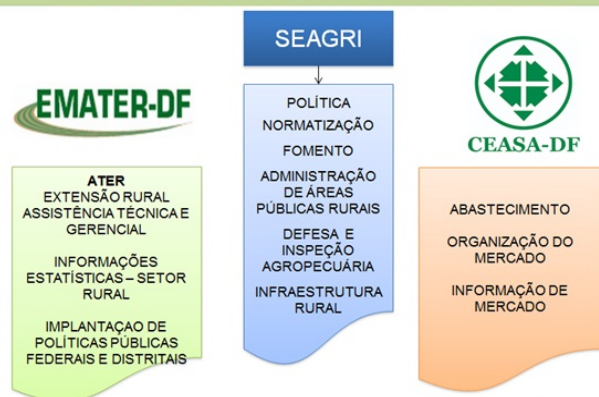 SEAGRI
EMATER-DF
CEASA-DF
ATER
EXTENSÃO RURAL
ASSISTÊNCIA TÉCNICA E
GERENCIAL
INFORMAÇÕES
ESTATÍSTICAS – SETOR
RURAL
IMPLANTAÇAO DE
POLÍTICAS PÚBLICAS
FEDERAIS E DISTRITAIS
POLÍTICA
NORMATIZAÇÃO
FOMENTO
ADMINISTRAÇÃO
DE ÁREAS
PÚBLICAS RURAIS
DEFESA E
INSPEÇÃO
AGROPECUÁRIA
INFRAESTRUTURA
RURAL
ABASTECIMENTO
ORGANIZAÇÃO DO
MERCADO
INFORMAÇÃO DE
MERCADO